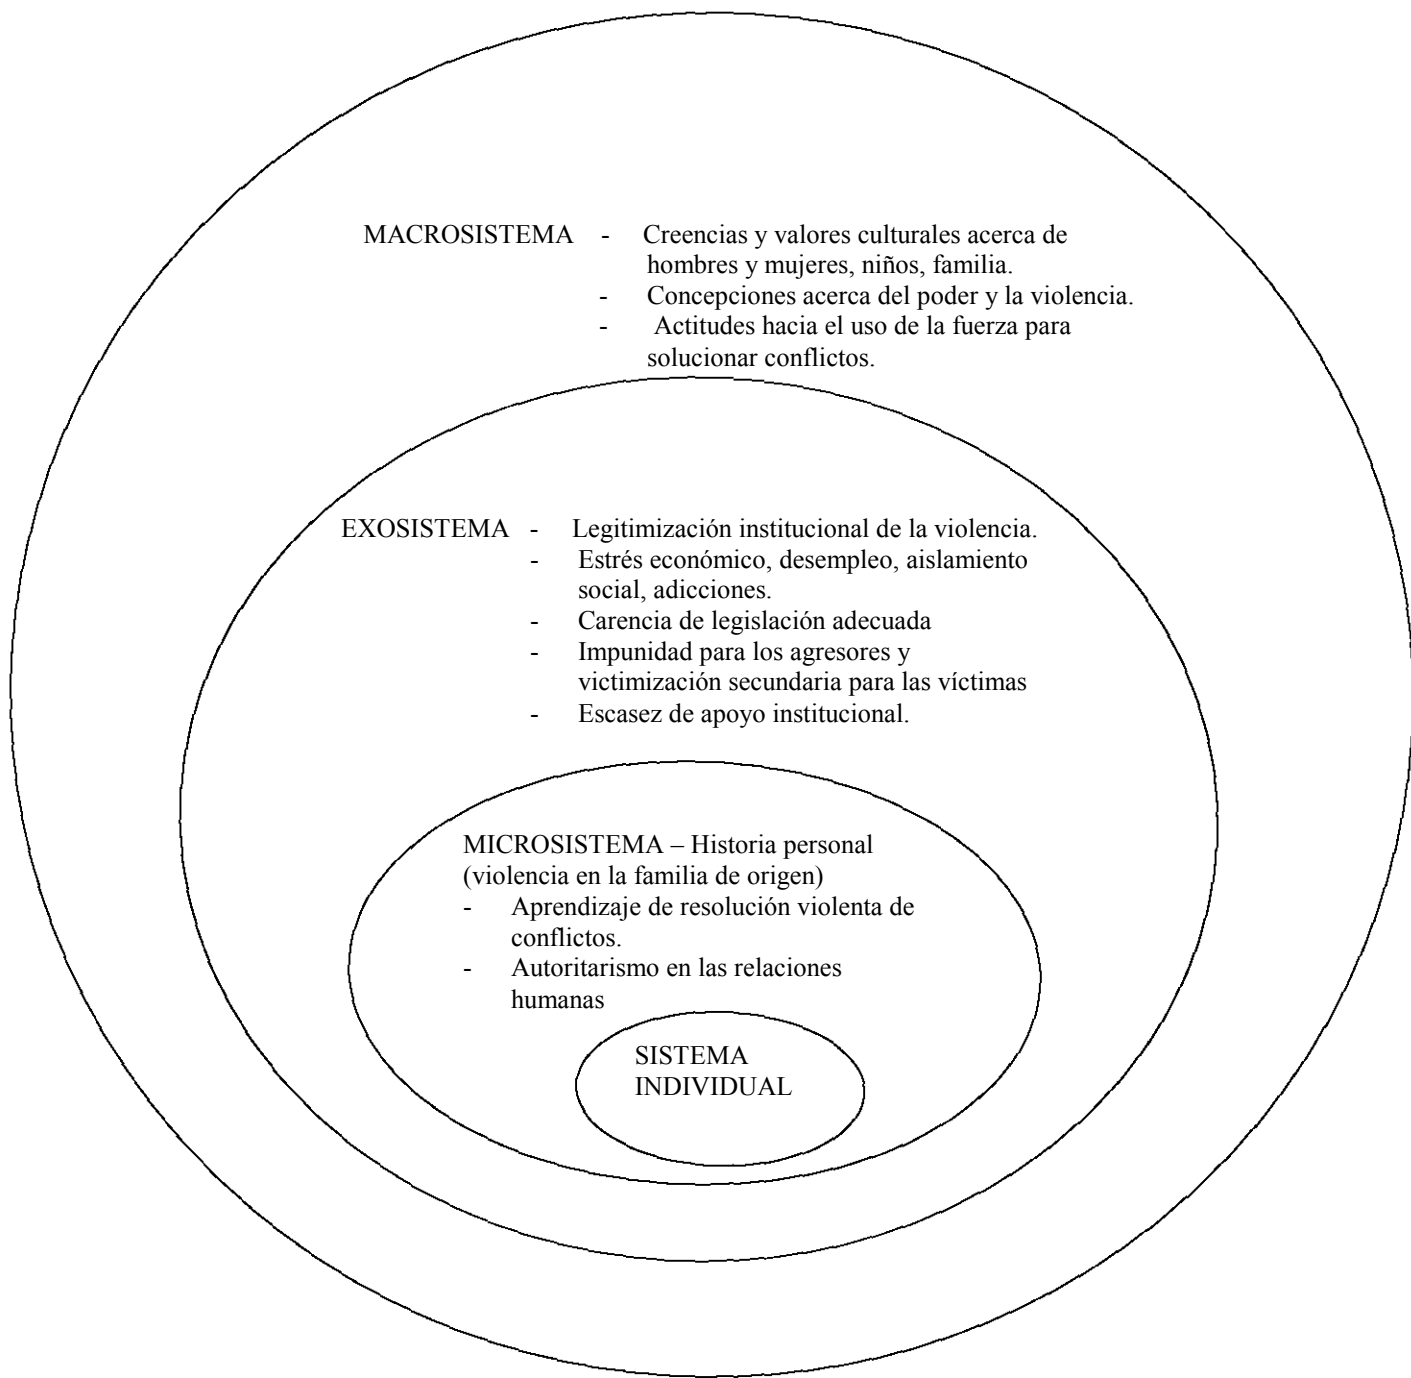 MACROSISTEMA - Creencias y valores culturales acerca de
hombres y mujeres, niños, familia.
- Concepciones acerca del poder y la violencia.
- Actitudes hacia el uso de la fuerza para
solucionar conflictos.
EXOSISTEMA - Legitimización institucional de la violencia.
- Estrés económico, desempleo, aislamiento
social, adicciones.
- Carencia de legislación adecuada
- Impunidad para los agresores y
victimización secundaria para las víctimas
- Escasez de apoyo institucional.
MICROSISTEMA – Historia personal
(violencia en la familia de origen)
- Aprendizaje de resolución violenta de
conflictos.
- Autoritarismo en las relaciones
humanas
SISTEMA
INDIVIDUAL